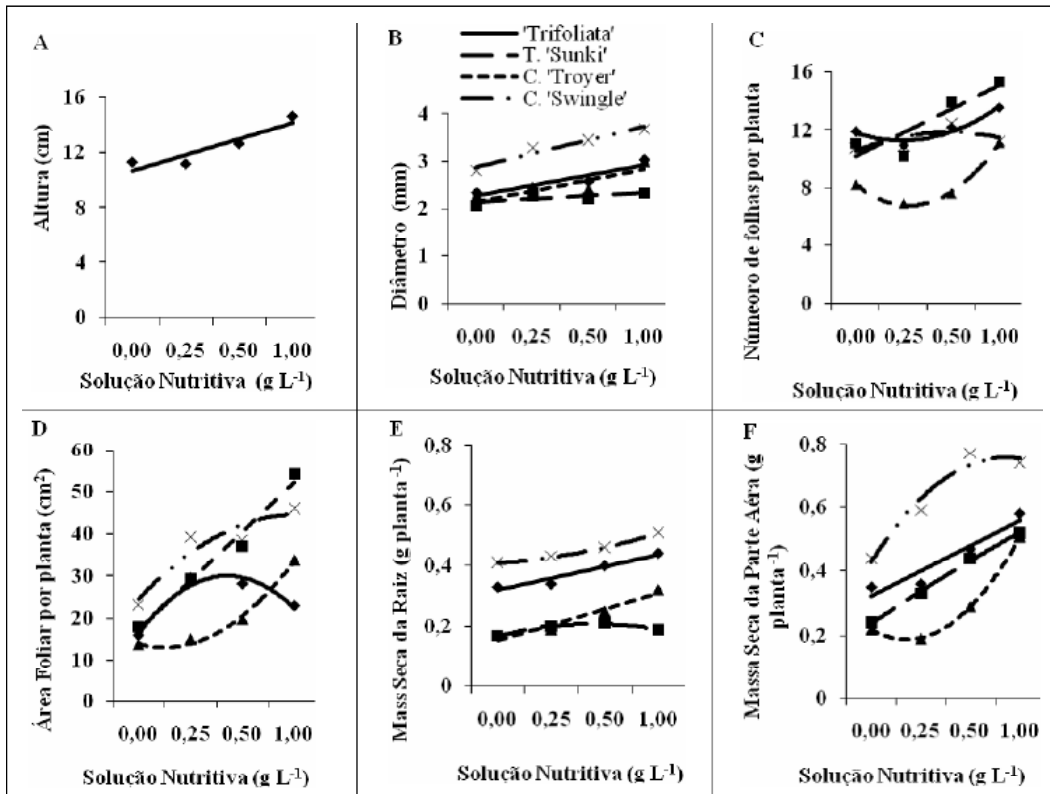 A
Altura (cm)
16
12
8
4
0
0,00 0,25 0,50 1,00
Solução Nutritiva (g L-1)
B
'Trifoliata'
T. 'Sunki'
C. 'Troyer'
C. 'Swingle'
Diâmetro (mm)
4
3
2
1
0
0,00 0,25 0,50 1,00
Solução Nutritiva (g L-1)
C
Númeoro de folhas por planta
16
12
8
4
0
0,00 0,25 0,50 1,00
Solução Nutritiva (g L-1)
D
Área Foliar por planta (cm2)
60
50
40
30
20
10
0
0,00 0,25 0,50 1,00
Solução Nutritiva (g L-1)
E
Mass Seca da Raiz (g planta-1)
0,8
0,6
0,4
0,2
0
0,00 0,25 0,50 1,00
Solução Nutritiva (g L-1)
F
Massa Seca da Parte Aéra (g
planta-1)
0,8
0,6
0,4
0,2
0
0,00 0,25 0,50 1,00
Solução Nutritiva (g L-1)